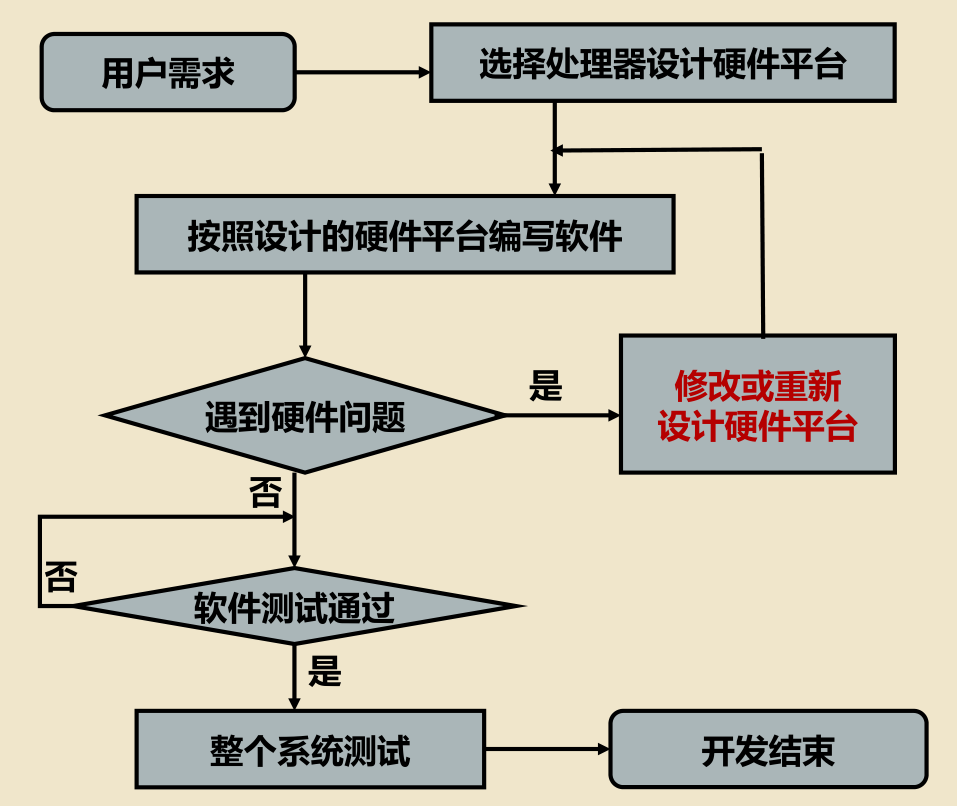 用户需求
选择处理器设计硬件平台
按照设计的硬件平台编写软件
遇到硬件问题
是
修改或重新
设计硬件平台
否
否
软件测试通过
是
整个系统测试
开发结束